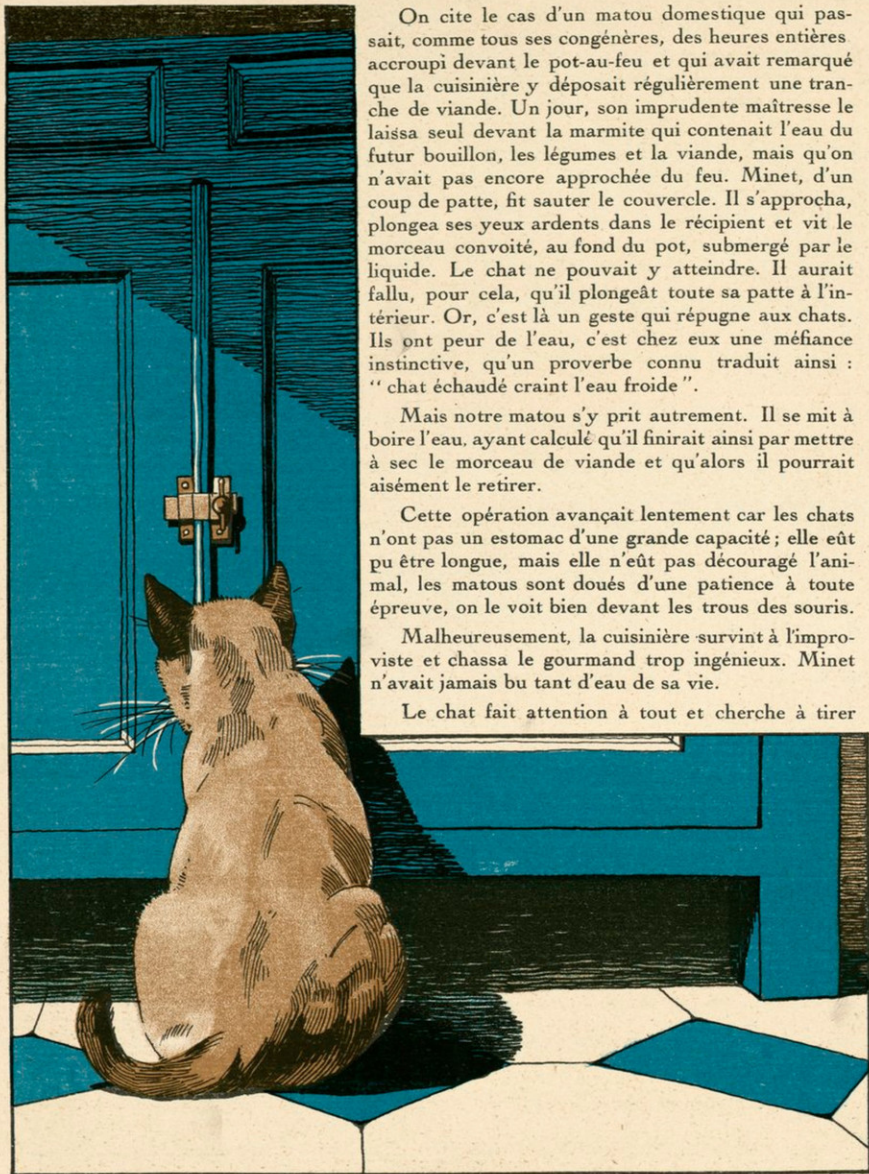 On cite le cas d'un matou domestique qui pas-
sait, comme tous ses congénères, des heures entières
accroupi devant le pot-au-feu et qui avait remarqué
que la cuisinière y déposait régulièrement une tran-
che de viande. Un jour, son imprudente maîtresse le
laissa seul devant la marmite qui contenait l'eau du
futur bouillon, les légumes et la viande, mais qu'on
n'avait pas encore approchée du feu. Minet, d'un
coup de patte, fit sauter le couvercle. Il s'approcha,
plongea ses yeux ardents dans le récipient et vit le
morceau convoité, au fond du pot, submergé par le
liquide. Le chat ne pouvait y atteindre. Il aurait
fallu, pour cela, qu'il plongeât toute sa patte à l'in-
térieur. Or, c'est là un geste qui répugne aux chats.
Ils ont peur de l'eau, c'est chez eux une méfiance
instinctive, qu'un proverbe connu traduit ainsi :
“ chat échaudé craint l'eau froide ”.
Mais notre matou s'y prit autrement. Il se mit à
boire l'eau, ayant calculé qu'il finirait ainsi par mettre
à sec le morceau de viande et qu'alors il pourrait
aisément le retirer.
Cette opération avançait lentement car les chats
n'ont pas un estomac d'une grande capacité ; elle eût
pu être longue, mais elle n'eût pas découragé l'ani-
mal, les matous sont doués d'une patience à toute
épreuve, on le voit bien devant les trous des souris.
Malheureusement, la cuisinière survint à l'impro-
viste et chassa le gourmand trop ingénieux. Minet
n'avait jamais bu tant d'eau de sa vie.
Le chat fait attention à tout et cherche à tirer